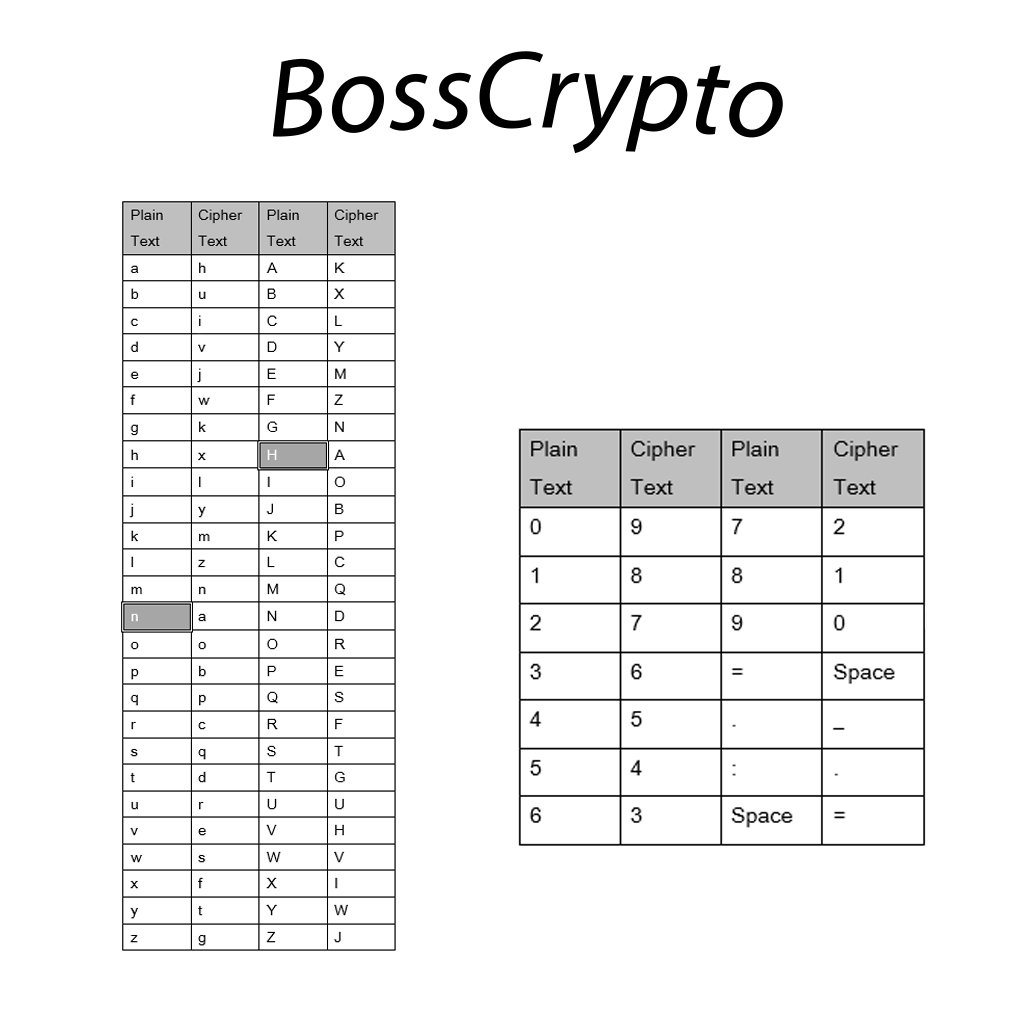 BossCrypto
Plain Text Cipher Text Plain Text Cipher Text
a h A K
b u B X
c i C L
d v D Y
e j E M
f w F Z
g k G N
h x H A
i l I O
j y J B
k m K P
l z L C
m n M Q
n a N D
o o O R
p b P E
q p Q S
r c R F
s q S T
t d T G
u r U U
v e V H
w s W V
x f X I
y t Y W
z g Z J
Plain Text Cipher Text Plain Text Cipher Text
0 9 7 2
1 8 8 1
2 7 9 0
3 6 = Space
4 5 . _
5 4 : .
6 3 Space =